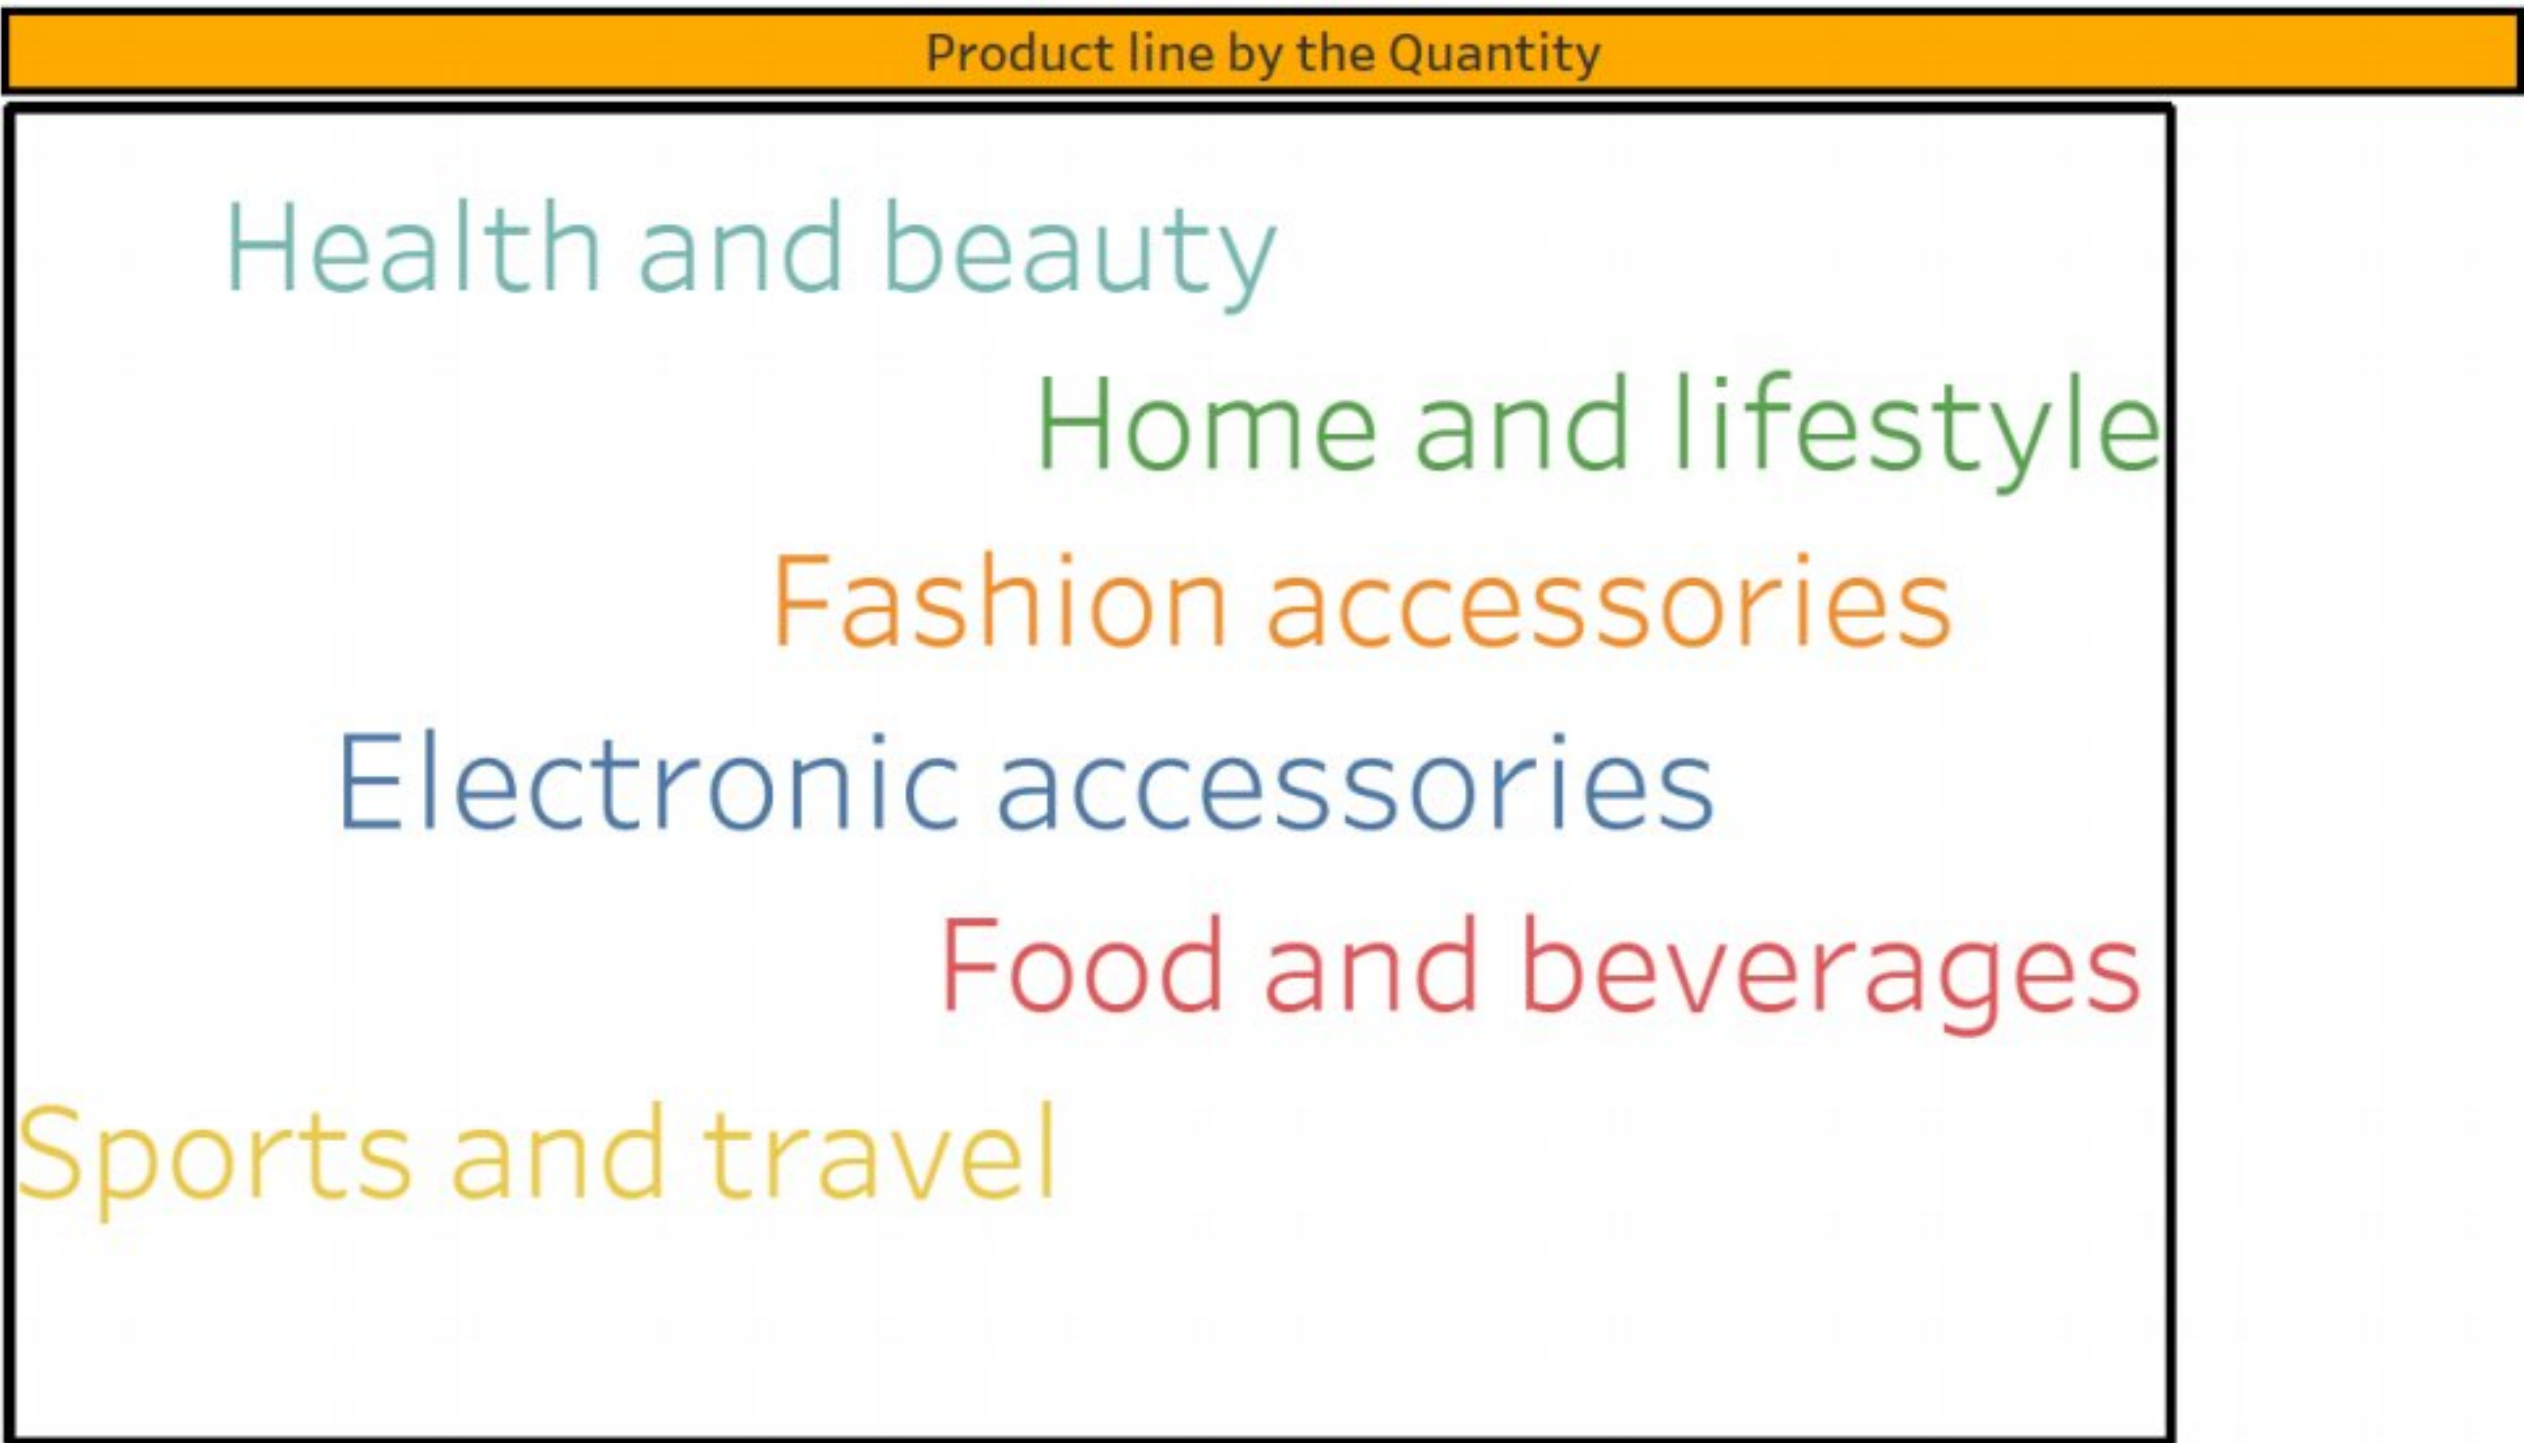 Product line by the Quantity
Health and beauty
Home and lifestyle
Fashion accessories
Electronic accessories
Food and beverages
Sports and travel